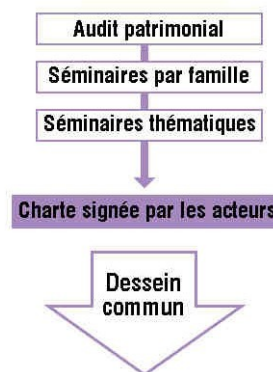 Audit patrimonial
Séminaires par famille
Séminaires thématiques
Charte signée par les acteurs
Dessein
commun